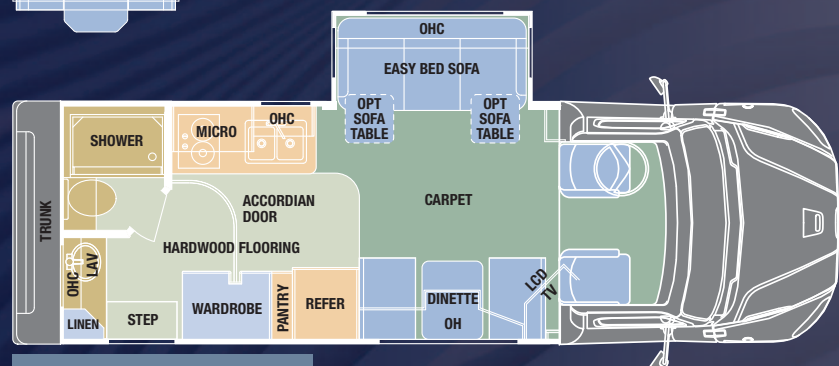 OHC
EASY BED SOFA
OPT
SOFA
TABLE
OPT
SOFA
TABLE
SHOWER
MICRO
OHC
TRUNK
ACCORDIAN
DOOR
CARPET
HARDWOOD FLOORING
OHC
LAV
LINEN
STEP
WARDROBE
PANTRY
REFER
DINETTE
OH
LCD
TV